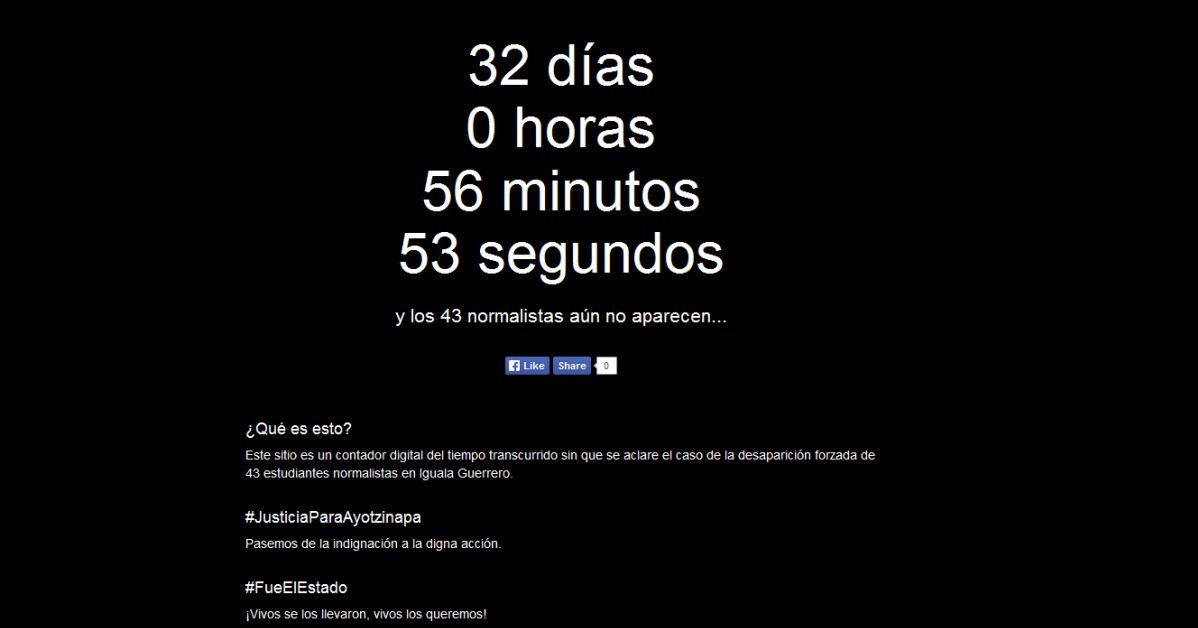 32 días
0 horas
56 minutos
53 segundos
y los 43 normalistas aún no aparecen...
Like Share 0
¿Qué es esto?
Este sitio es un contador digital del tiempo transcurrido sin que se aclare el caso de la desaparición forzada de
43 estudiantes normalistas en Iguala Guerrero.
#JusticiaParaAyotzinapa
Pasemos de la indignación a la digna acción.
#FueElEstado
¡Vivos se los llevaron, vivos los queremos!